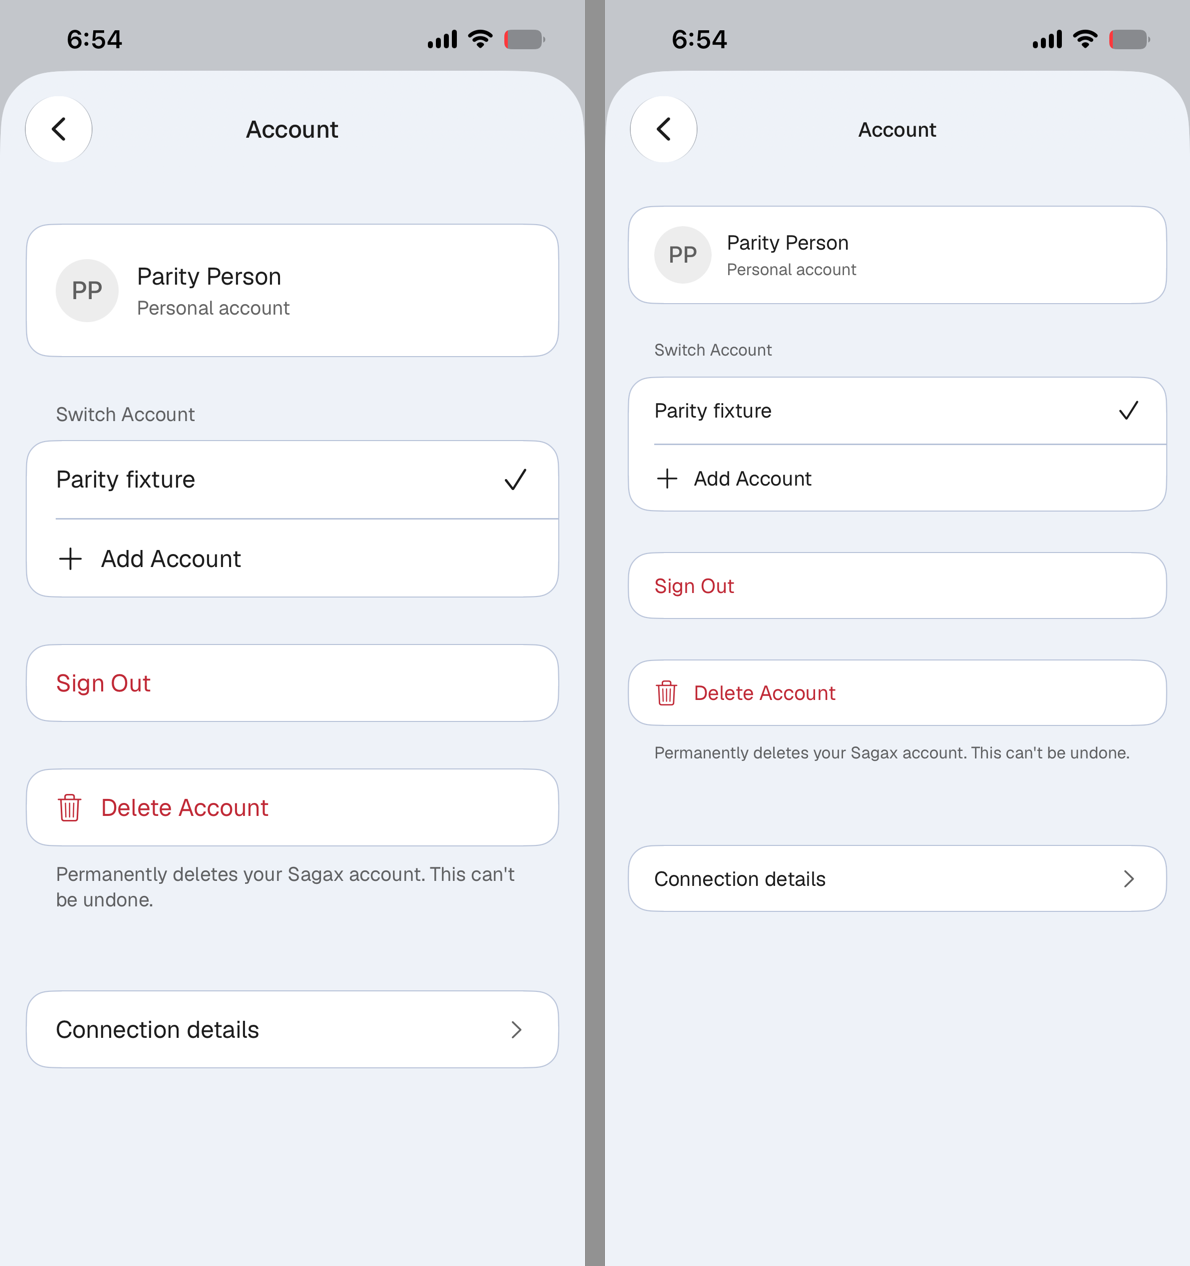 6:54
Account
PP
Parity Person
Personal account
Switch Account
Parity fixture
Add Account
Sign Out
Delete Account
Permanently deletes your Sagax account. This can't
be undone.
Connection details
6:54
Account
PP
Parity Person
Personal account
Switch Account
Parity fixture
Add Account
Sign Out
Delete Account
Permanently deletes your Sagax account. This can't be undone.
Connection details